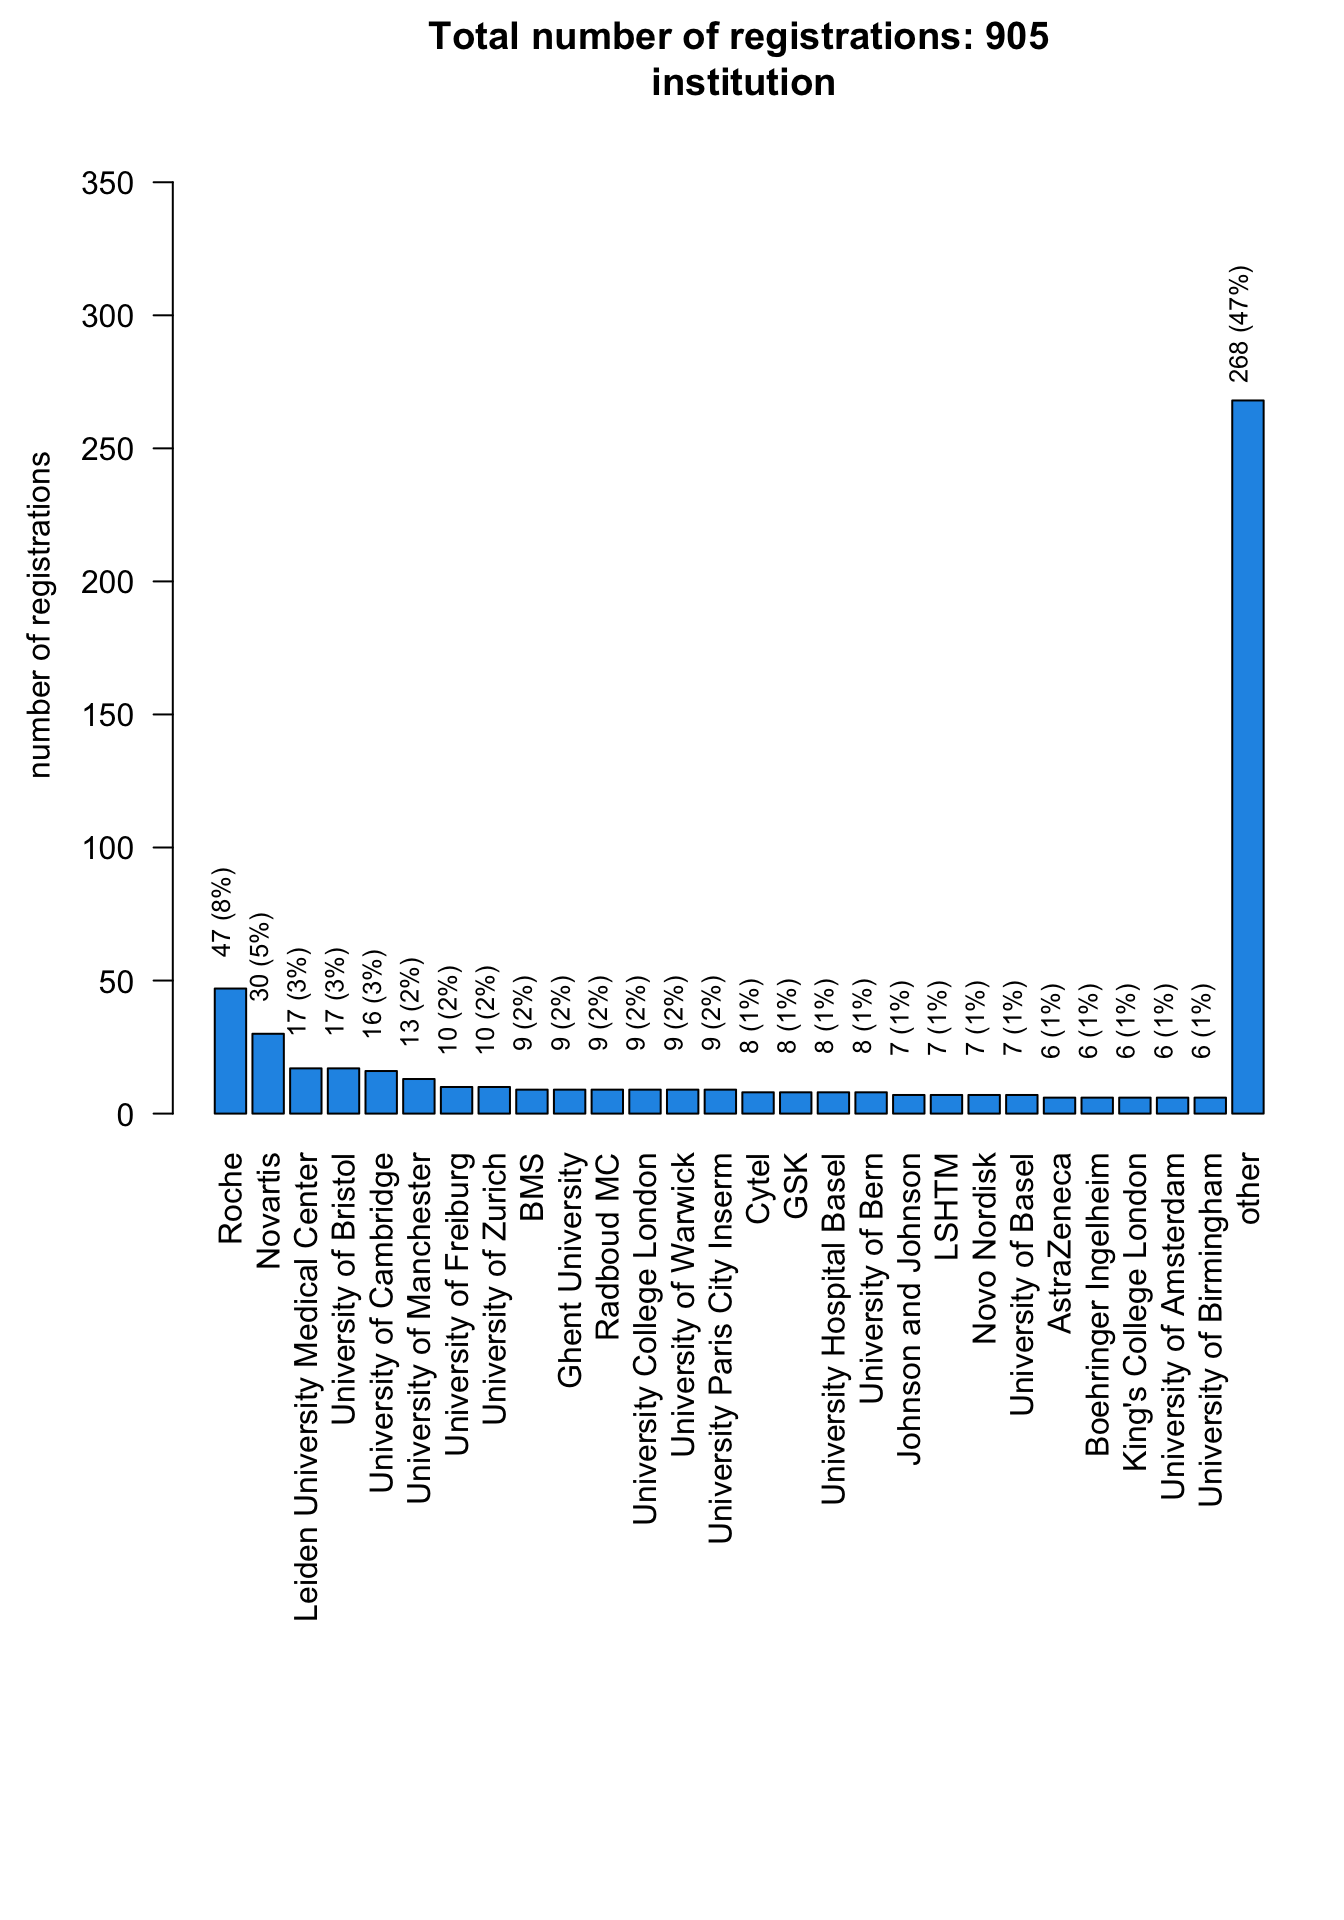 Total number of registrations: 905
institution
number of registrations
350
300
250
200
150
100
50
0
47 (8%)
30 (5%)
17 (3%)
17 (3%)
16 (3%)
13 (2%)
10 (2%)
10 (2%)
9 (2%)
9 (2%)
9 (2%)
9 (2%)
9 (2%)
9 (2%)
8 (1%)
8 (1%)
8 (1%)
8 (1%)
7 (1%)
7 (1%)
7 (1%)
7 (1%)
6 (1%)
6 (1%)
6 (1%)
6 (1%)
6 (1%)
268 (47%)
Roche
Novartis
Leiden University Medical Center
University of Bristol
University of Cambridge
University of Manchester
University of Freiburg
University of Zurich
BMS
Ghent University
Radboud MC
University College London
University of Warwick
University Paris City Inserm
Cytel
GSK
University Hospital Basel
University of Bern
Johnson and Johnson
LSHTM
Novo Nordisk
University of Basel
AstraZeneca
Boehringer Ingelheim
King's College London
University of Amsterdam
University of Birmingham
other